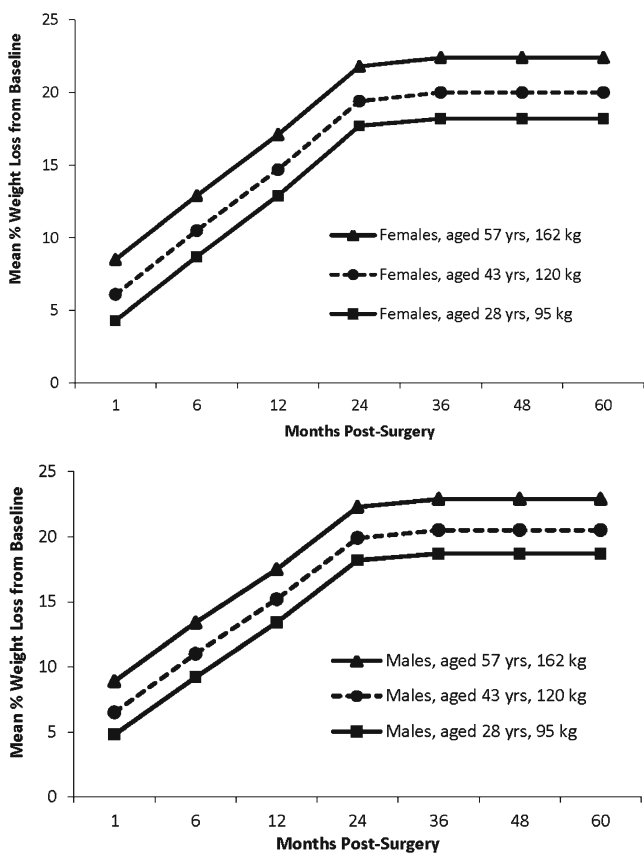 Mean % Weight Loss from Baseline
25
20
15
10
5
0
Females, aged 57 yrs, 162 kg
Females, aged 43 yrs, 120 kg
Females, aged 28 yrs, 95 kg
1 6 12 24 36 48 60
Months Post-Surgery
Mean % Weight Loss from Baseline
25
20
15
10
5
0
Males, aged 57 yrs, 162 kg
Males, aged 43 yrs, 120 kg
Males, aged 28 yrs, 95 kg
1 6 12 24 36 48 60
Months Post-Surgery